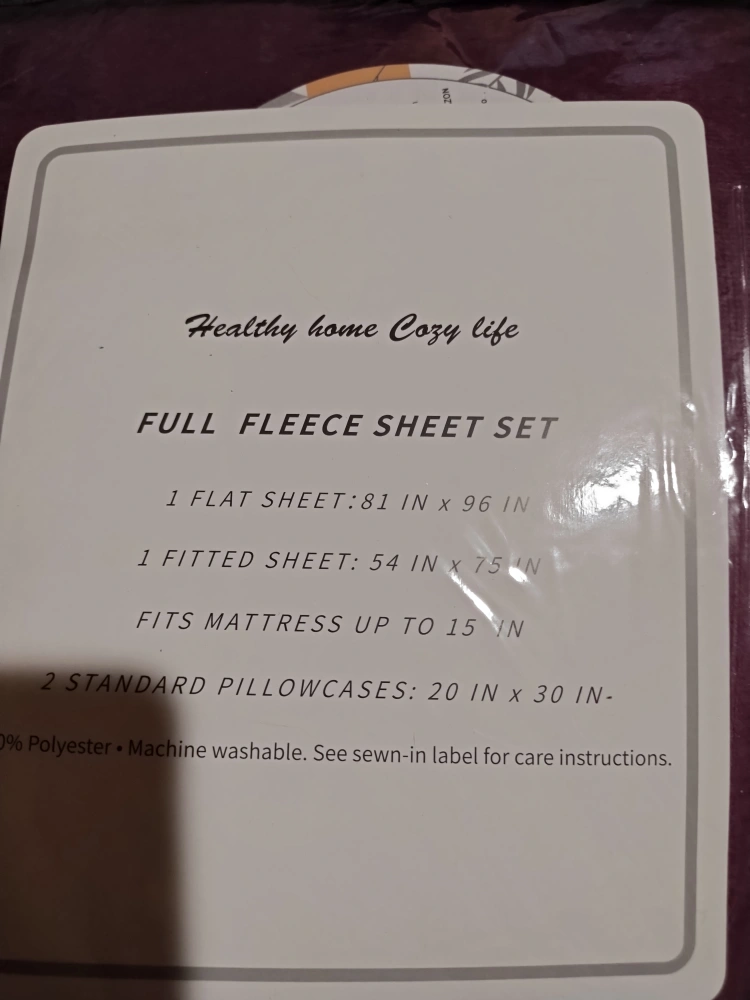 ZON
Healthy home Cozy life
FULL FLEECE SHEET SET
1 FLAT SHEET:81 IN x 96 IN
1 FITTED SHEET: 54 IN x 75 IN
FITS MATTRESS UP TO 15 IN
2 STANDARD PILLOWCASES: 20 IN x 30 IN-
0% Polyester • Machine washable. See sewn-in label for care instructions.